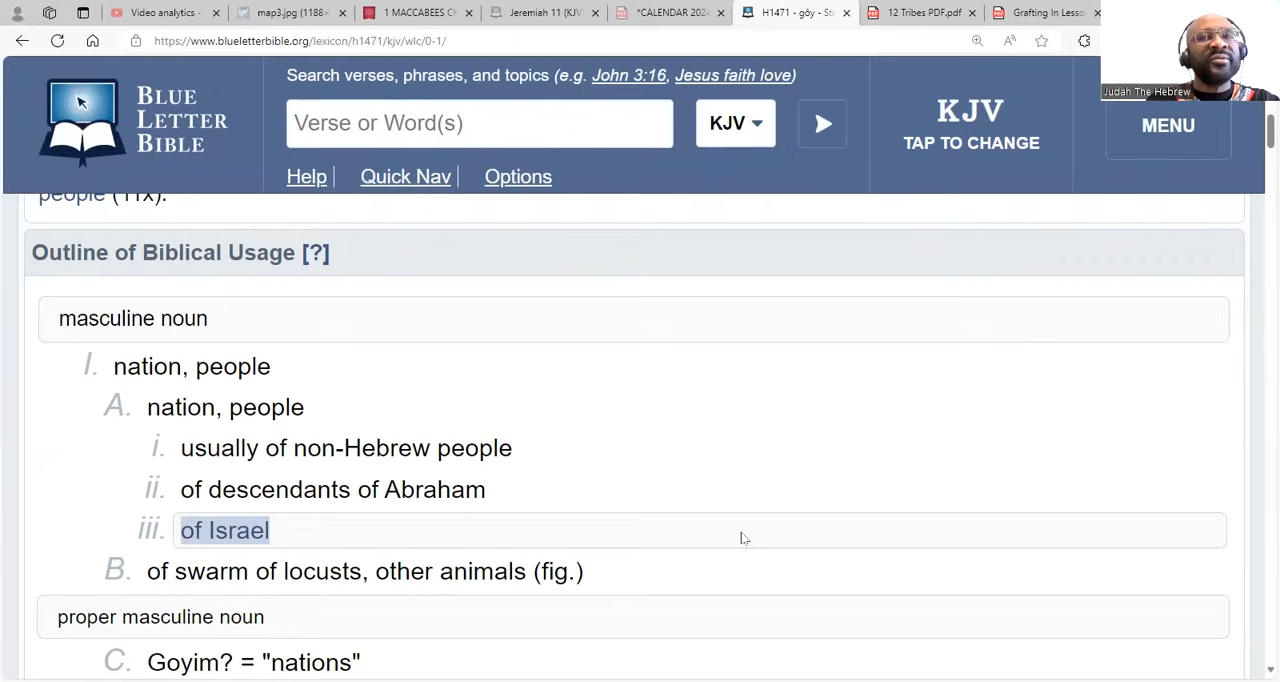 Video analytics -
map3.jpg (1188×
1 MACCABEES CH
Jeremiah 11 (KJV
*CALENDAR 2024
H1471 - gôy - St
12 Tribes PDF.pdf
Grafting In Lesso
https://www.blueletterbible.org/lexicon/h1471/kjv/wlc/0-1/
Judah The Hebrew
BLUE
LETTER
BIBLE
Search verses, phrases, and topics (e.g. John 3:16, Jesus faith love)
Verse or Word(s)
KJV
KJV
TAP TO CHANGE
MENU
Help
Quick Nav
Options
people (11x).
Outline of Biblical Usage [?]
masculine noun
I. nation, people
A. nation, people
i. usually of non-Hebrew people
ii. of descendants of Abraham
iii. of Israel
B. of swarm of locusts, other animals (fig.)
proper masculine noun
C. Goyim? = "nations"